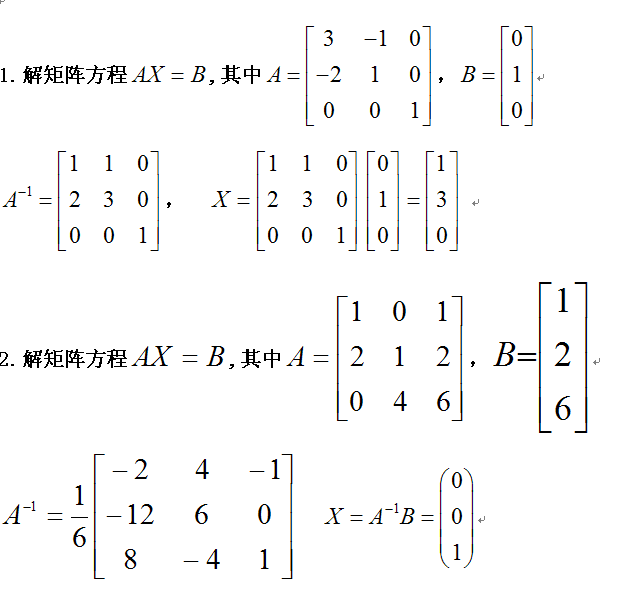 1. 解矩阵方程 AX = B, 其中 A = [3 -1 0; -2 1 0; 0 0 1], B = [0; 1; 0]
A⁻¹ = [1 1 0; 2 3 0; 0 0 1], X = [1 1 0; 2 3 0; 0 0 1] [0; 1; 0] = [1; 3; 0]
2. 解矩阵方程 AX = B, 其中 A = [1 0 1; 2 1 2; 0 4 6], B= [1; 2; 6]
A⁻¹ = 1/6 [-2 4 -1; -12 6 0; 8 -4 1] X = A⁻¹B = (0; 0; 1)